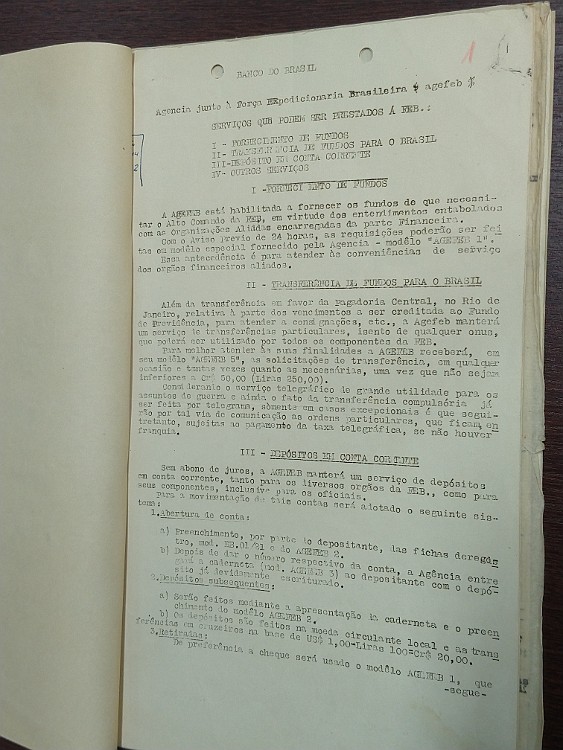 1
BANCO DO BRASIL
Agencia junto à força EXpedicionaria Brasileira ( agefeb )
SERVIÇOS QUE PODEM SER PRESTADOS Á FEB.:
I - FORNECIMENTO DE FUNDOS
II- TRANSFERENCIA DE FUNDOS PARA O BRASIL
III-DEPÓSITO EM CONTA CORRENTE
IV- OUTROS SERVIÇOS
I -FORNECIMETO DE FUNDOS
A AGEFEB está habilitada a fornecer os fundos de que necessi-
tar o Alto Comando da FEB, em virtude dos entendimentos entabolados
com as Organizações Aliadas encarregadas da parte Financeira.
Com o Aviso Prévio de 24 horas, as requisições poderão ser fei
tas em modêlo especial fornecido pela Agencia - modêlo "AGEFEB 1".
Essa antecedência é para atender às conveniências de serviço
dos orgãos financeiros aliados.
II - TRANSFERÊNCIA DE FUNDOS PARA O BRASIL
Além da transferência em favor da Pagadoria Central, no Rio de
Janeiro, relativa à parte dos vencimentos a ser creditada ao Fundo
de Previdência, para atender a consignações, etc., a Agefeb manterá
um serviço de transferências particulares, isento de qualquer onus,
que poderá ser utilizado por todos os componentes da FEB.
Para melhor atender às suas finalidades a AGEFEB receberá, em
seu modêlo "AGEFEB 5", as solicitações de transferência, em qualquer
ocasião e tantas vezes quanto as necessárias, uma vez que não sejam
inferiores a Cr$ 50,00 (Liras 250,00).
Considerando o serviço telegráfico de grande utilidade para os
assuntos de guerra e ainda o fato da transferência compulsória já
ser feita por telegrama, sómente em casos excepcionais é que segui-
rão por tal via de comunicação as ordens particulares, que ficam en
tretanto, sujeitas ao pagamento da taxa telegráfica, se não houver
franquia.
III - DEPÓSITOS EM CONTA CORRENTE
Sem abono de juros, a AGEFEB manterá um serviço de depósitos
em conta corrente, tanto para os diversos orgãos da FEB., como para
seus componentes, inclusive para os oficiais.
Para a movimentação de tais contas será adotado o seguinte sis-
tema:
1.Abertura de conta:
a) Preenchimento, por parte do depositante, das fichas deregis
tro, mod. EB.01/21 e do AGEFEB 2.
b) Depois de dar o número respectivo da conta, a Agência entre
gará a caderneta (mod. AGEFEB 3) ao depositante com o depó-
sito já devidamente escriturado.
2.Depósitos subsequentes:
a) Serão feitos mediante a apresentação da caderneta e o preen
chimento do modêlo AGEFEB 2.
b) Os depósitos são feitos na moeda circulante local e as trans
ferências em cruzeiros na base de US$ 1,00=Liras 100=Cr$ 20,00.
3.Retiradas:
De preferência a cheque será usado o modêlo AGEFEB 1, que
-segue-